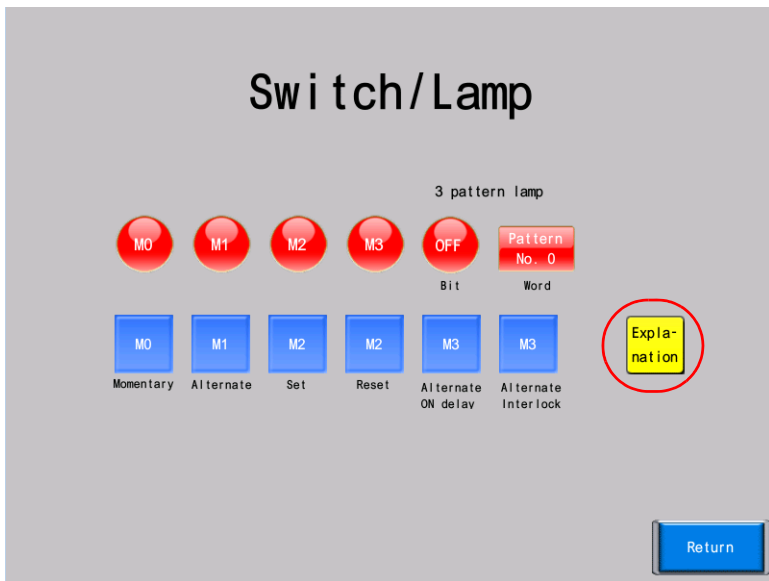 Switch/Lamp
3 pattern lamp
M0 M1 M2 M3 OFF Pattern
No. 0
Bit Word
M0 M1 M2 M2 M3 M3 Expla-
nation
Momentary Alternate Set Reset Alternate Alternate
ON delay Interlock
Return